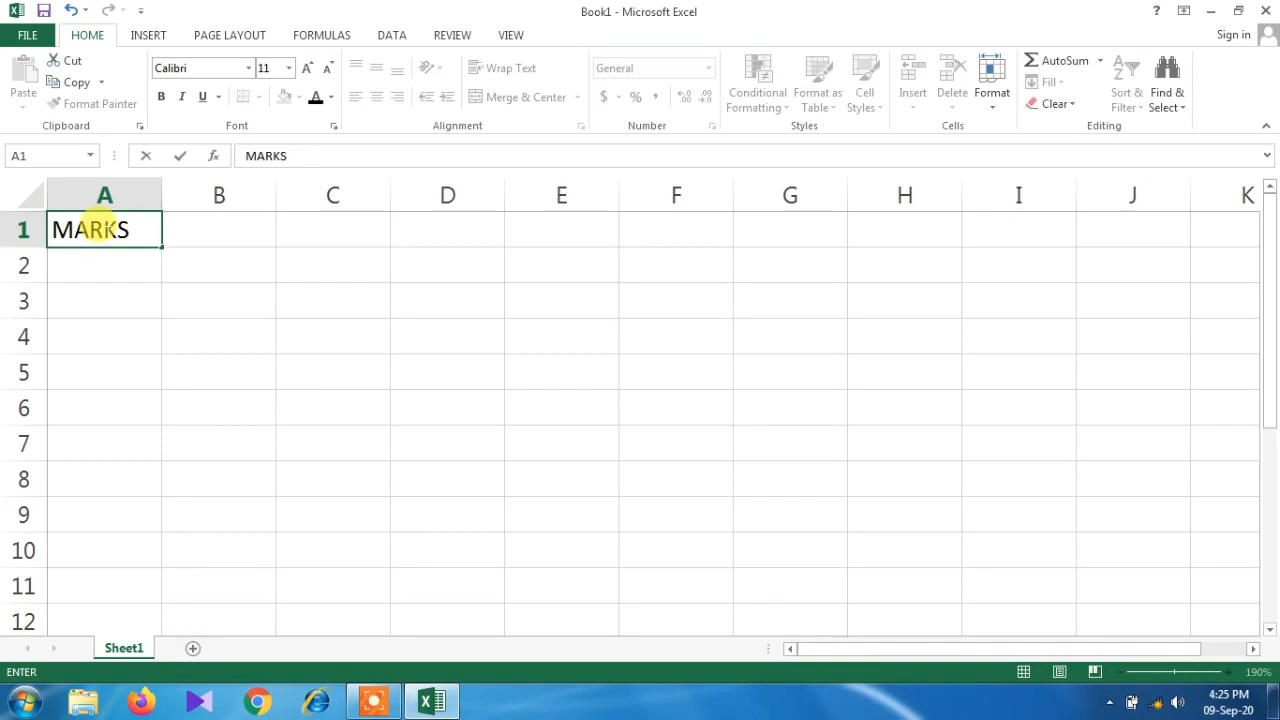 Book1 - Microsoft Excel
?
FILE HOME INSERT PAGE LAYOUT FORMULAS DATA REVIEW VIEW Sign in
Cut
Copy
Format Painter
Paste
Clipboard
Calibri 11
B I U A
Font
Wrap Text
Merge & Center
Alignment
General
$ % ,
Number
Conditional Formatting
Format as Table
Cell Styles
Styles
Insert Delete Format
Cells
AutoSum
Fill
Clear
Sort & Filter
Find & Select
Editing
A1 fx MARKS
A B C D E F G H I J K
1 MARKS
2
3
4
5
6
7
8
9
10
11
12
Sheet1
ENTER 190%
4:25 PM
09-Sep-20